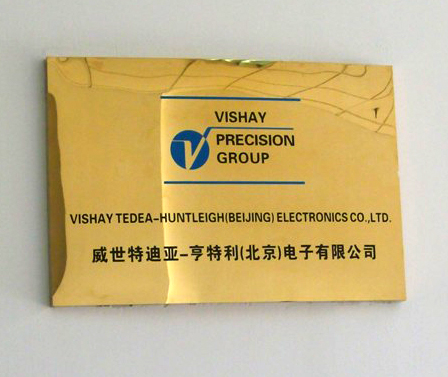 VISHAY
PRECISION
GROUP
VISHAY TEDEA-HUNTLEIGH(BEIJING) ELECTRONICS CO.,LTD.
威世特迪亚-亨特利(北京)电子有限公司